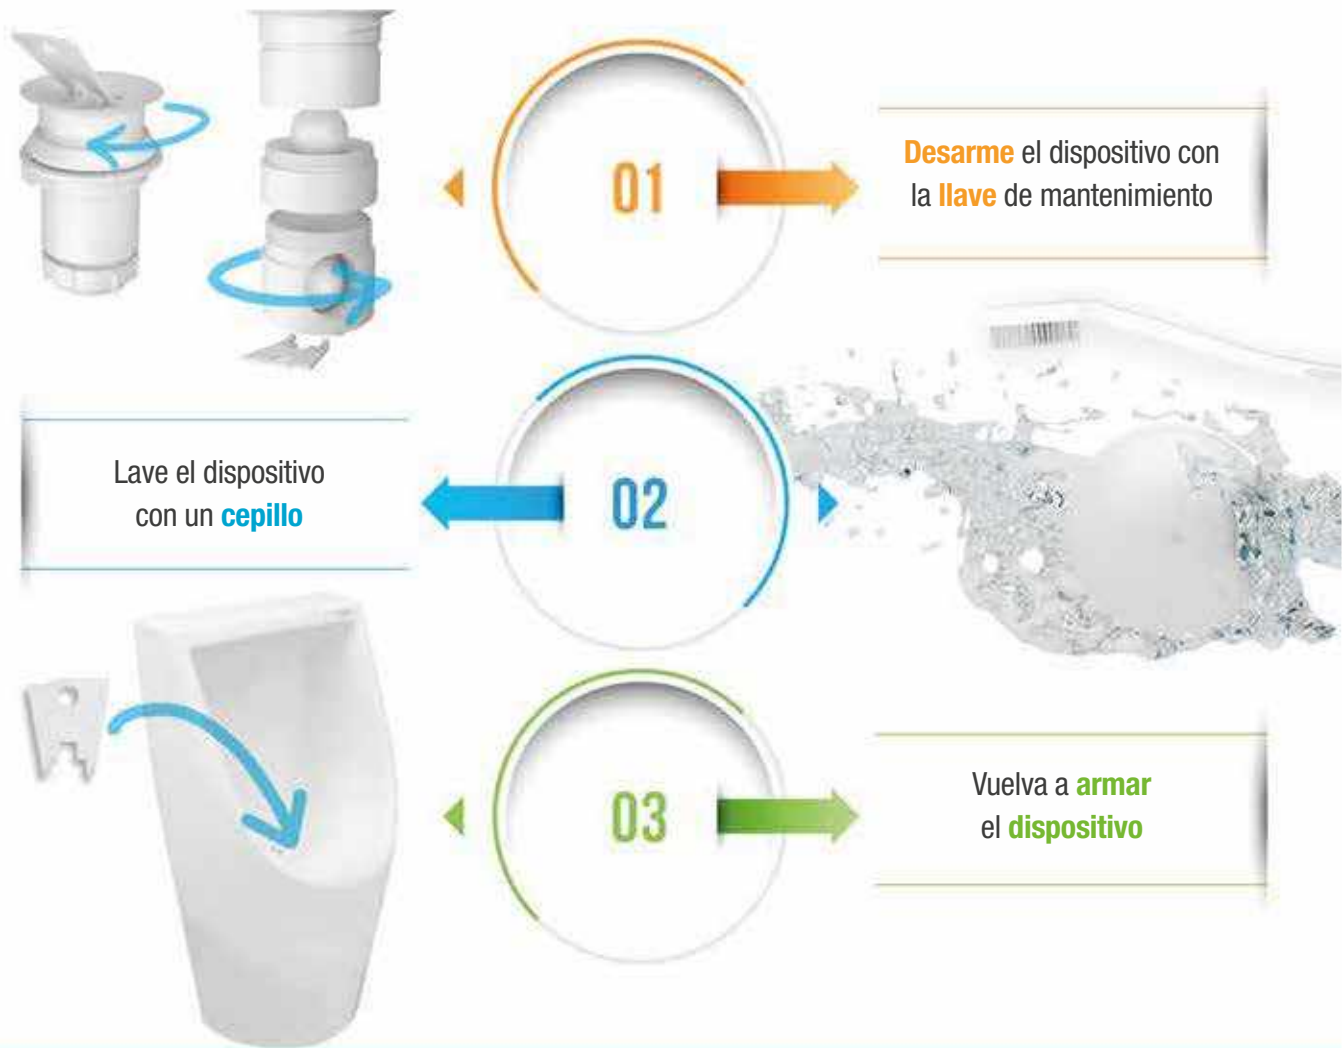 01
Desarme el dispositivo con
la llave de mantenimiento
Lave el dispositivo
con un cepillo
02
03
Vuelva a armar
el dispositivo